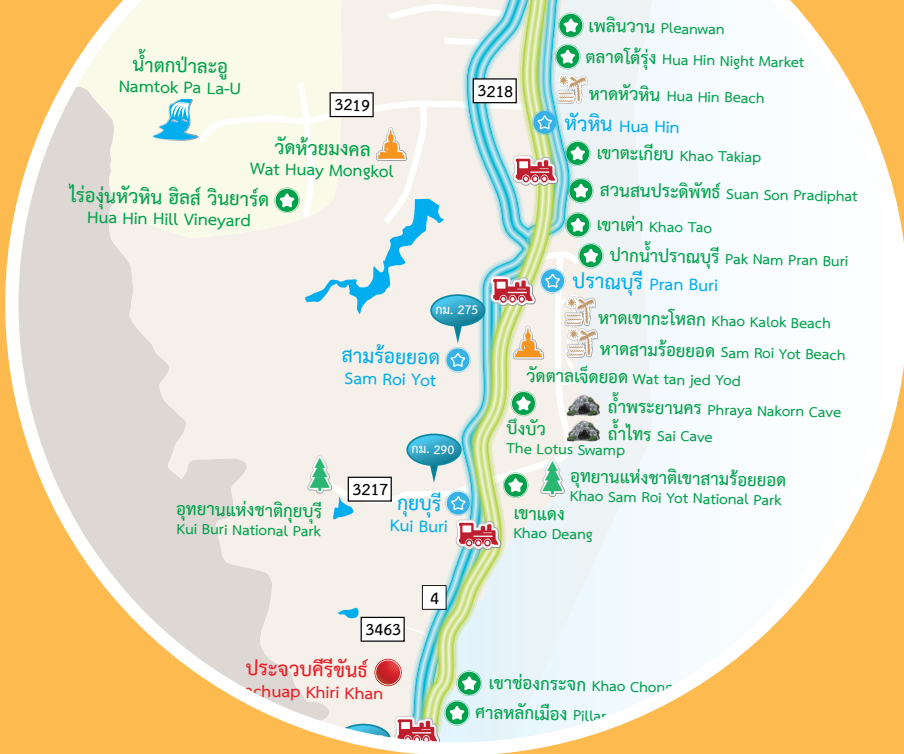 เพลินวาน Pleanwan
ตลาดโต้รุ่ง Hua Hin Night Market
น้ำตกป่าละอู
Namtok Pa La-U
3219
3218
หาดหัวหิน Hua Hin Beach
หัวหิน Hua Hin
วัดห้วยมงคล
Wat Huay Mongkol
เขาตะเกียบ Khao Takiap
ไร่องุ่นหัวหิน ฮิลส์ วินยาร์ด
Hua Hin Hill Vineyard
สวนสนประดิพัทธ์ Suan Son Pradiphat
เขาเต่า Khao Tao
ปากน้ำปราณบุรี Pak Nam Pran Buri
ปราณบุรี Pran Buri
กม. 275
หาดเขากะโหลก Khao Kalok Beach
สามร้อยยอด
Sam Roi Yot
หาดสามร้อยยอด Sam Roi Yot Beach
วัดตาลเจ็ดยอด Wat tan jed Yod
ถ้ำพระยานคร Phraya Nakorn Cave
บึงบัว
The Lotus Swamp
ถ้ำไทร Sai Cave
กม. 290
อุทยานแห่งชาติเขาสามร้อยยอด
Khao Sam Roi Yot National Park
3217
อุทยานแห่งชาติกุยบุรี
Kui Buri National Park
กุยบุรี
Kui Buri
เขาแดง
Khao Deang
4
3463
ประจวบคีรีขันธ์
achuap Khiri Khan
เขาช่องกระจก Khao Chong
ศาลหลักเมือง Pillar